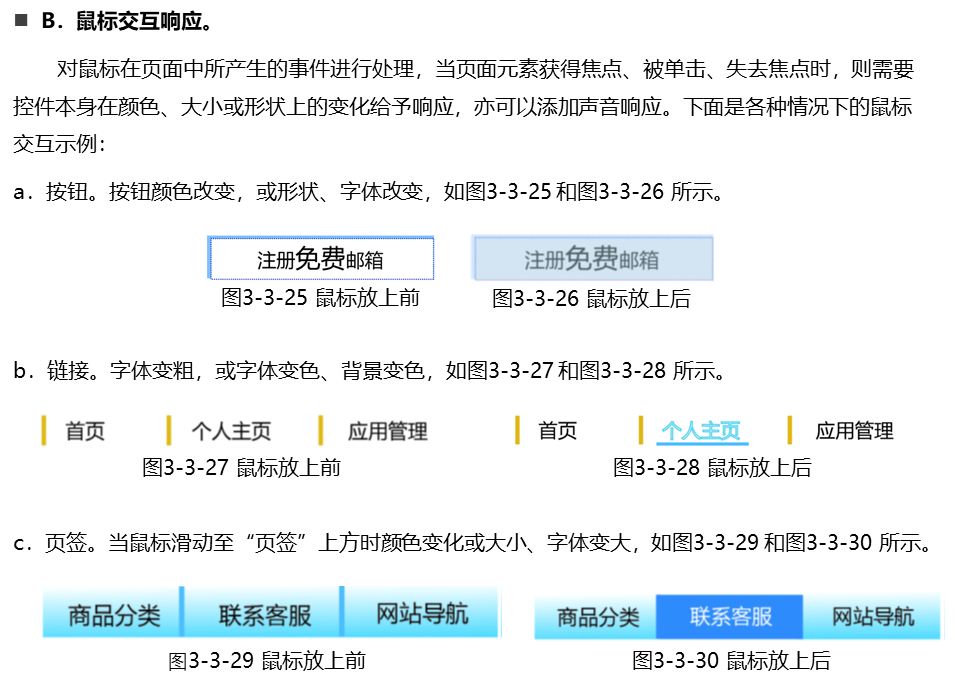 ■ B．鼠标交互响应。
对鼠标在页面中所产生的事件进行处理，当页面元素获得焦点、被单击、失去焦点时，则需要
控件本身在颜色、大小或形状上的变化给予响应，亦可以添加声音响应。下面是各种情况下的鼠标
交互示例：
a．按钮。按钮颜色改变，或形状、字体改变，如图3-3-25和图3-3-26 所示。
注册免费邮箱 注册免费邮箱
图3-3-25 鼠标放上前 图3-3-26 鼠标放上后
b．链接。字体变粗，或字体变色、背景变色，如图3-3-27和图3-3-28 所示。
首页 个人主页 应用管理 首页 个人主页 应用管理
图3-3-27 鼠标放上前 图3-3-28 鼠标放上后
c．页签。当鼠标滑动至“页签”上方时颜色变化或大小、字体变大，如图3-3-29 和图3-3-30 所示。
商品分类 联系客服 网站导航 商品分类 联系客服 网站导航
图3-3-29 鼠标放上前 图3-3-30 鼠标放上后